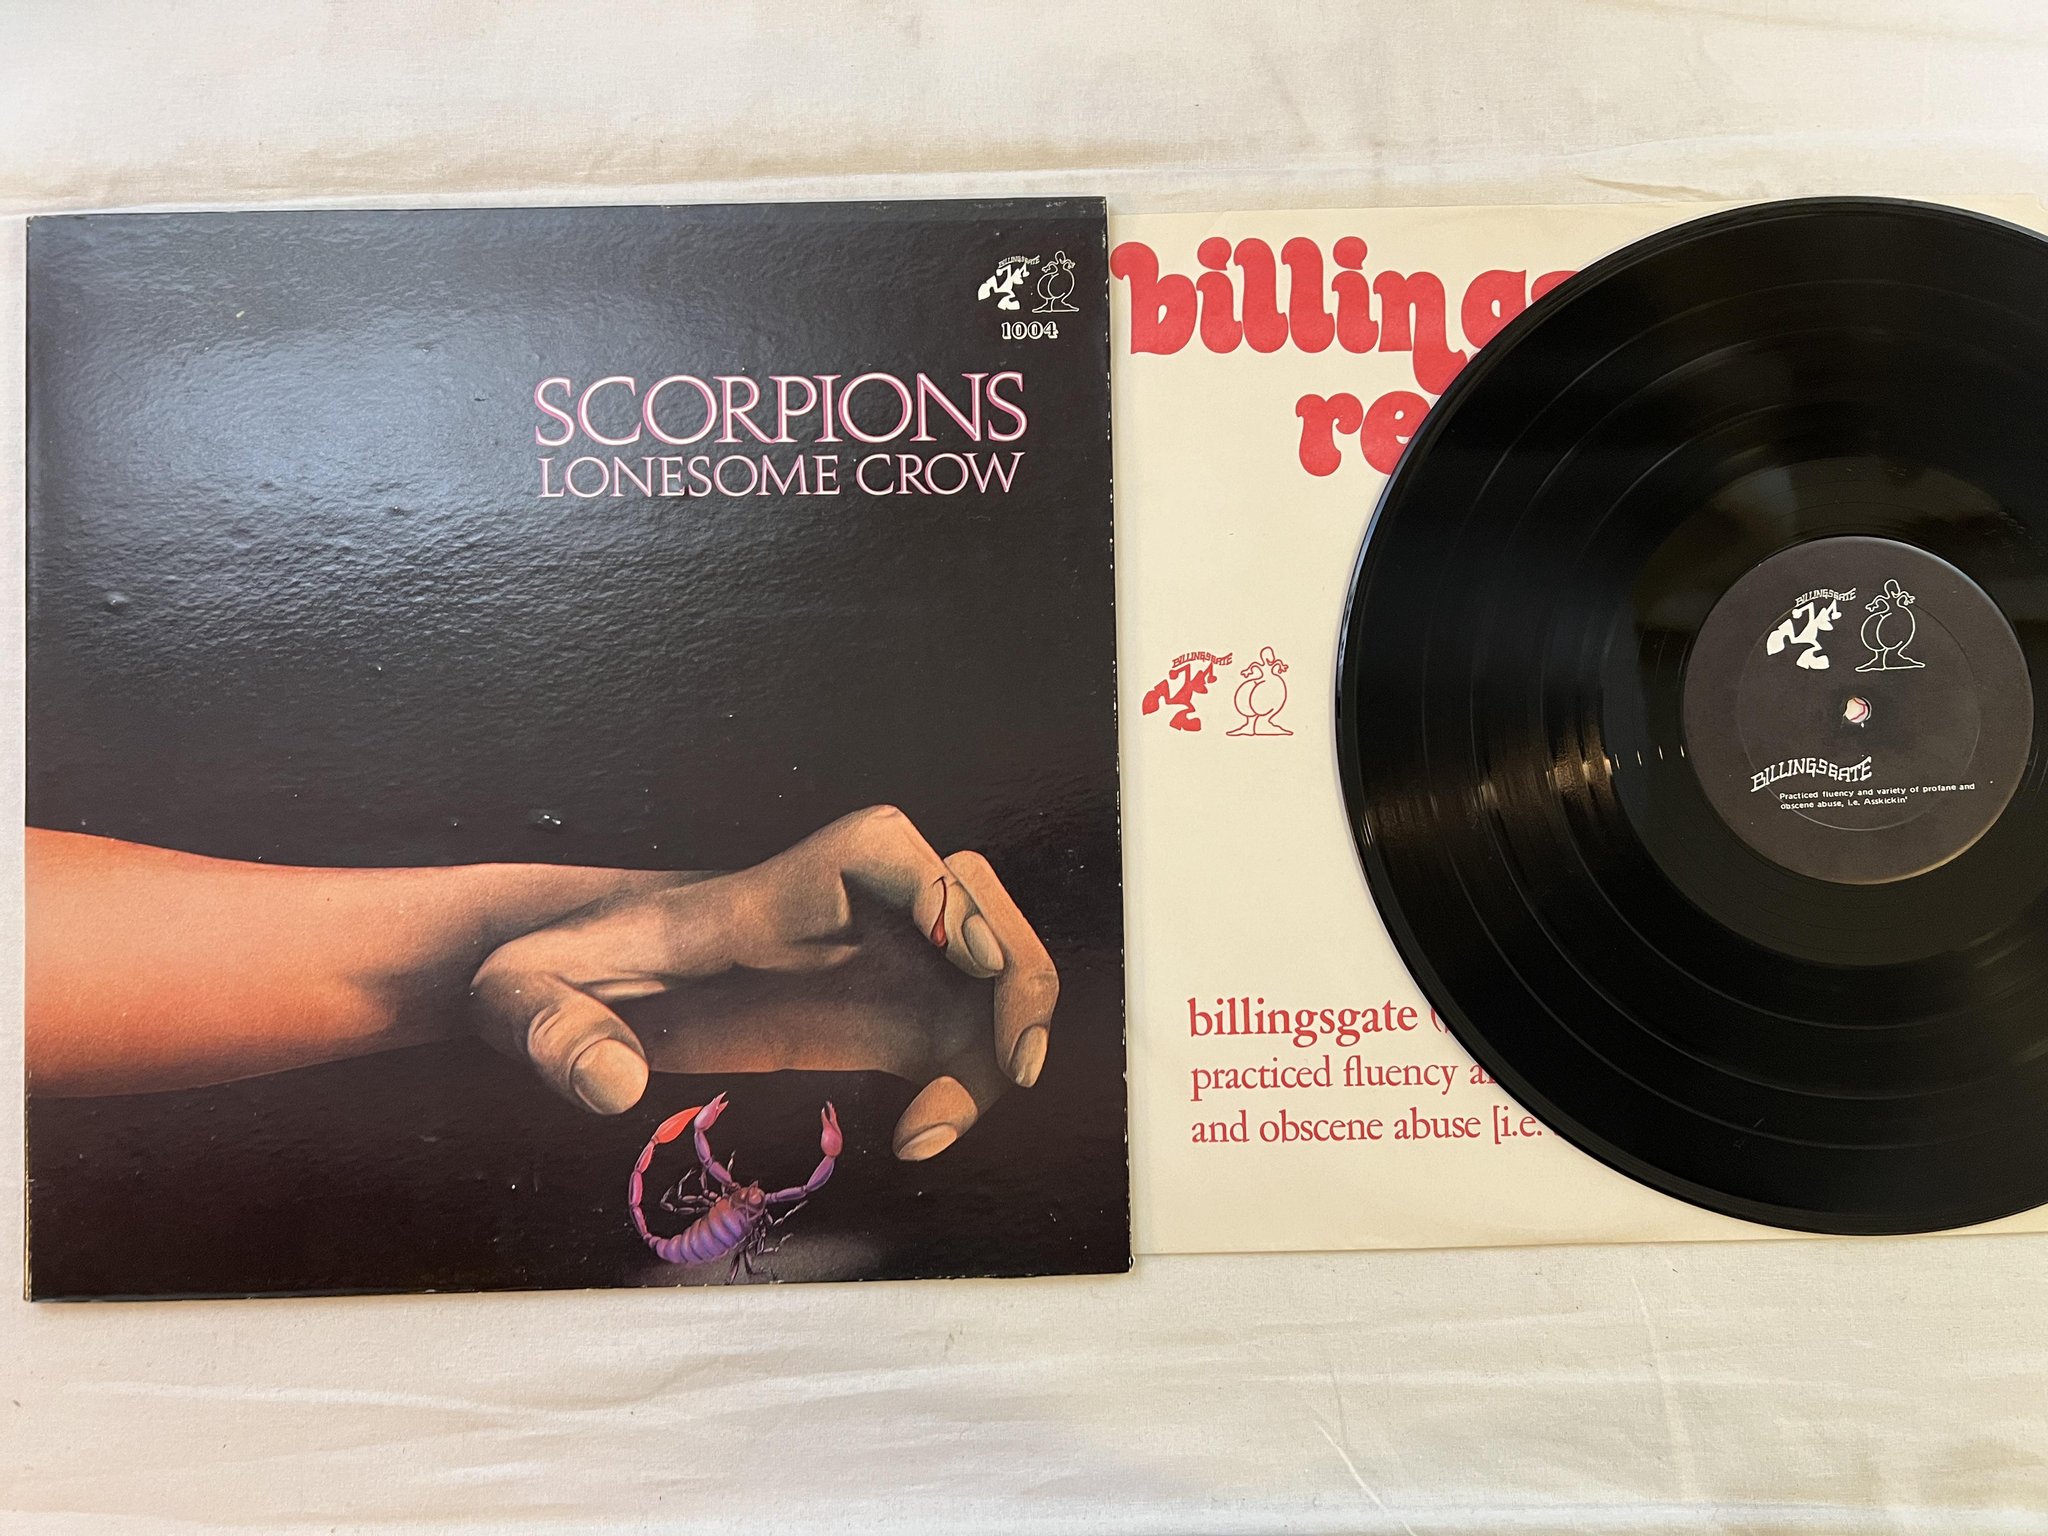 BILLINGSGATE
1004
SCORPIONS
LONESOME CROW
billings
re
BILLINGSGATE
billingsgate
practiced fluency
and obscene abuse [i.e.
BILLINGSGATE
BILLINGSGATE
Practiced fluency and variety of profane and
obscene abuse, i.e. Asskickin'